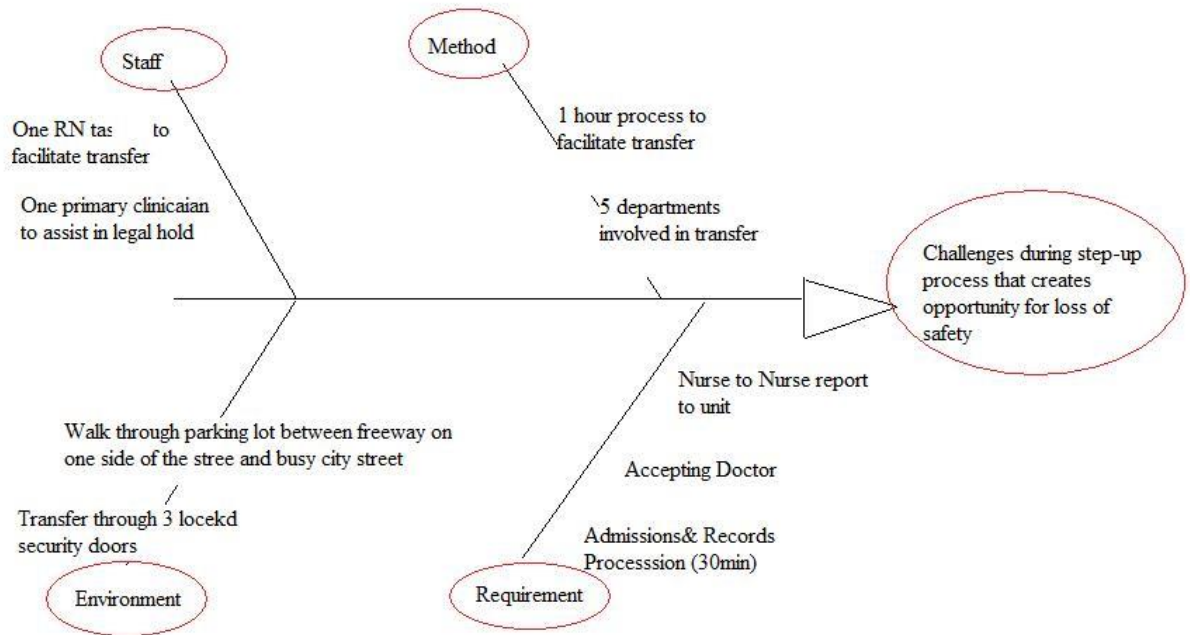 Staff
Method
One RN tas to
facilitate transfer
1 hour process to
facilitate transfer
One primary clinicaian
to assist in legal hold
5 departments
involved in transfer
Challenges during step-up
process that creates
opportunity for loss of
safety
Nurse to Nurse report
to unit
Walk through parking lot between freeway on
one side of the stree and busy city street
Accepting Doctor
Transfer through 3 locekd
security doors
Admissions& Records
Processsion (30min)
Environment
Requirement